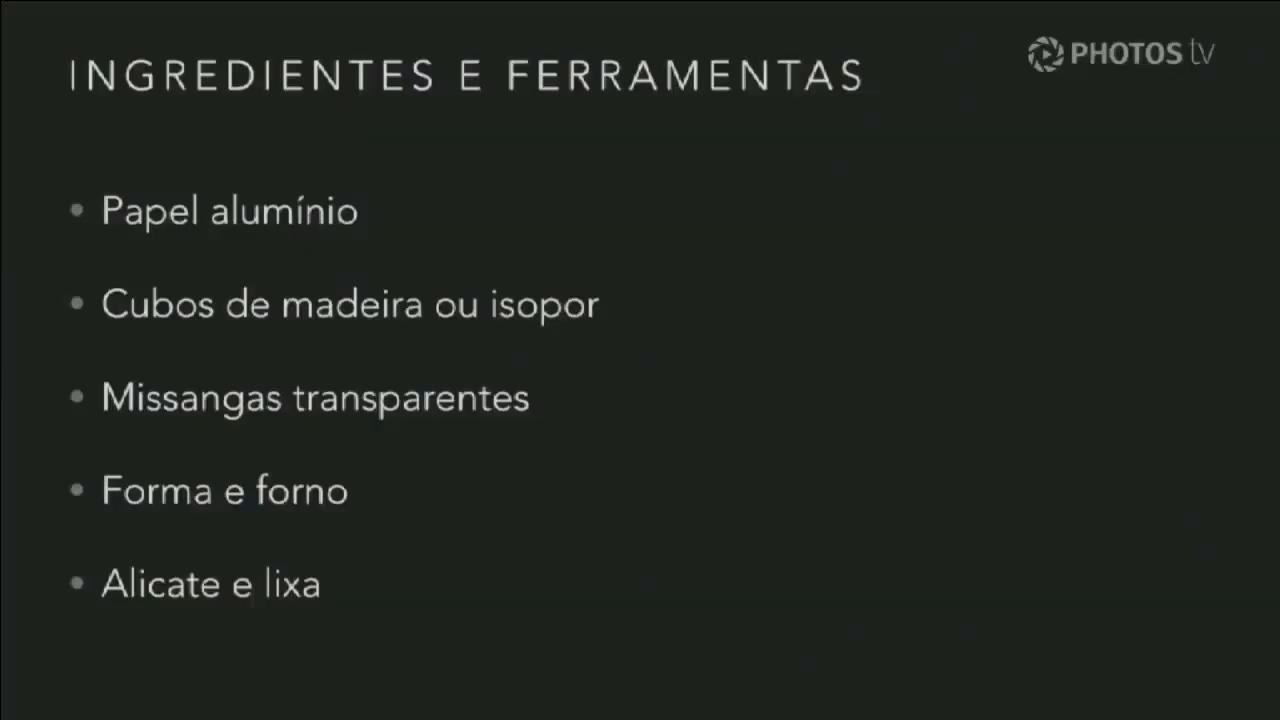 INGREDIENTES E FERRAMENTAS
PHOTOS tv
• Papel alumínio
• Cubos de madeira ou isopor
• Missangas transparentes
• Forma e forno
• Alicate e lixa